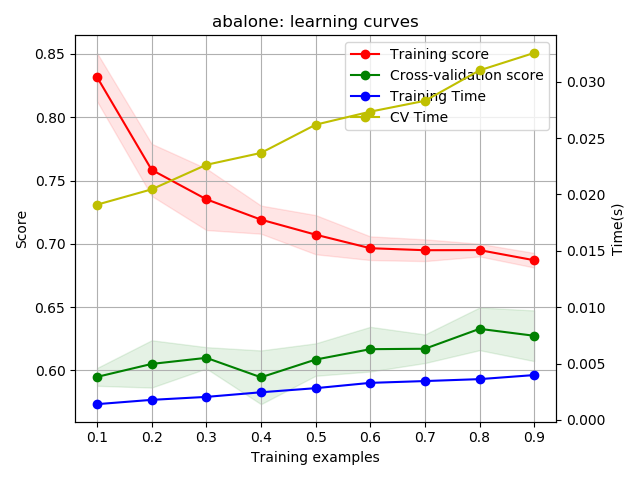 abalone: learning curves
Training score
Cross-validation score
Training Time
CV Time
Score
0.85
0.80
0.75
0.70
0.65
0.60
Time(s)
0.030
0.025
0.020
0.015
0.010
0.005
0.000
0.1 0.2 0.3 0.4 0.5 0.6 0.7 0.8 0.9
Training examples